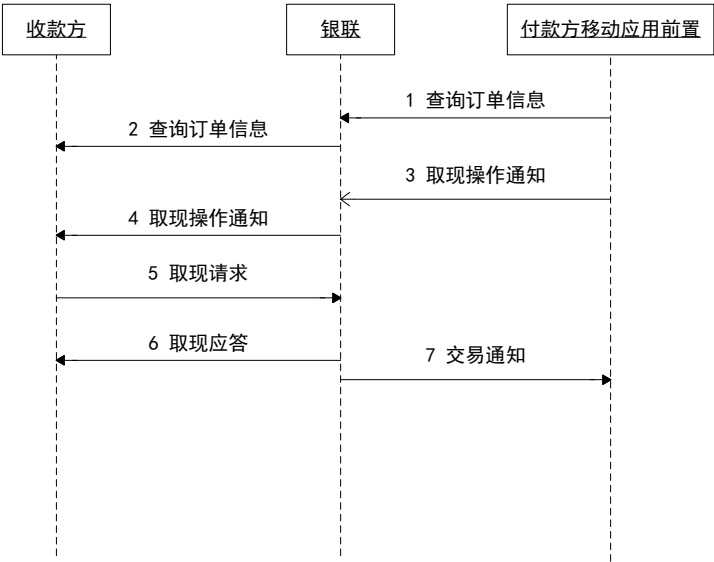 收款方
银联
付款方移动应用前置
1 查询订单信息
2 查询订单信息
3 取现操作通知
4 取现操作通知
5 取现请求
6 取现应答
7 交易通知